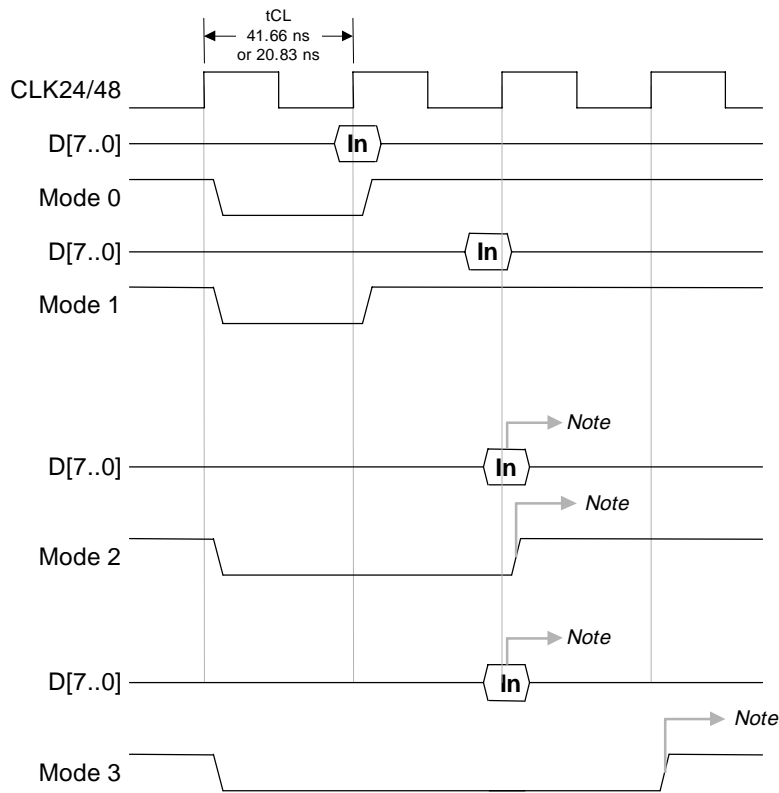 tCL
41.66 ns
or 20.83 ns
CLK24/48
D[7..0]
In
Mode 0
D[7..0]
In
Mode 1
Note
D[7..0]
In
Note
Mode 2
Note
D[7..0]
In
Note
Mode 3